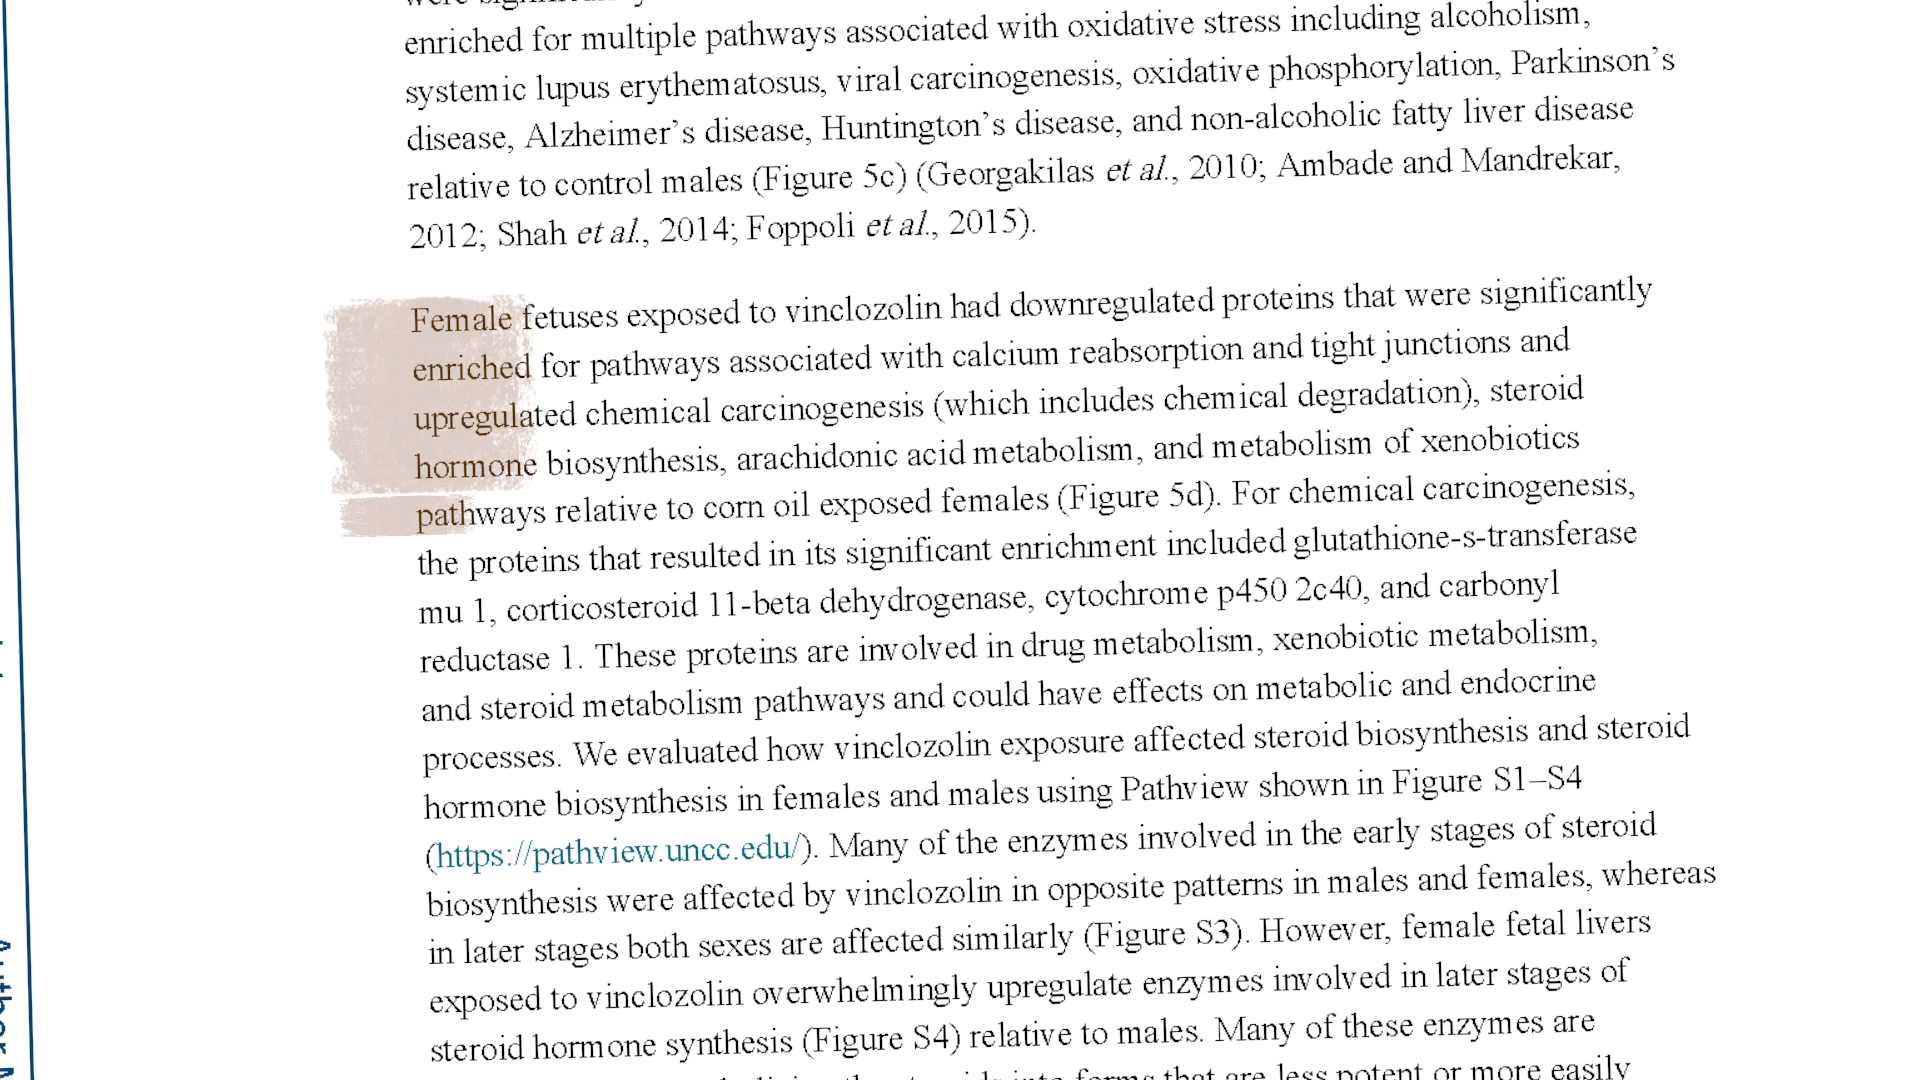 enriched for multiple pathways associated with oxidative stress including alcoholism,
systemic lupus erythematosus, viral carcinogenesis, oxidative phosphorylation, Parkinson's
disease, Alzheimer's disease, Huntington's disease, and non-alcoholic fatty liver disease
relative to control males (Figure 5c) (Georgakilas et al., 2010; Ambade and Mandrekar,
2012; Shah et al., 2014; Foppoli et al., 2015).
Female fetuses exposed to vinclozolin had downregulated proteins that were significantly
enriched for pathways associated with calcium reabsorption and tight junctions and
upregulated chemical carcinogenesis (which includes chemical degradation), steroid
hormone biosynthesis, arachidonic acid metabolism, and metabolism of xenobiotics
pathways relative to corn oil exposed females (Figure 5d). For chemical carcinogenesis,
the proteins that resulted in its significant enrichment included glutathione-s-transferase
mu 1, corticosteroid 11-beta dehydrogenase, cytochrome p450 2c40, and carbonyl
reductase 1. These proteins are involved in drug metabolism, xenobiotic metabolism,
and steroid metabolism pathways and could have effects on metabolic and endocrine
processes. We evaluated how vinclozolin exposure affected steroid biosynthesis and steroid
hormone biosynthesis in females and males using Pathview shown in Figure S1–S4
(https://pathview.uncc.edu/). Many of the enzymes involved in the early stages of steroid
biosynthesis were affected by vinclozolin in opposite patterns in males and females, whereas
in later stages both sexes are affected similarly (Figure S3). However, female fetal livers
exposed to vinclozolin overwhelmingly upregulate enzymes involved in later stages of
steroid hormone synthesis (Figure S4) relative to males. Many of these enzymes are
forms that are less potent or more easily
Author